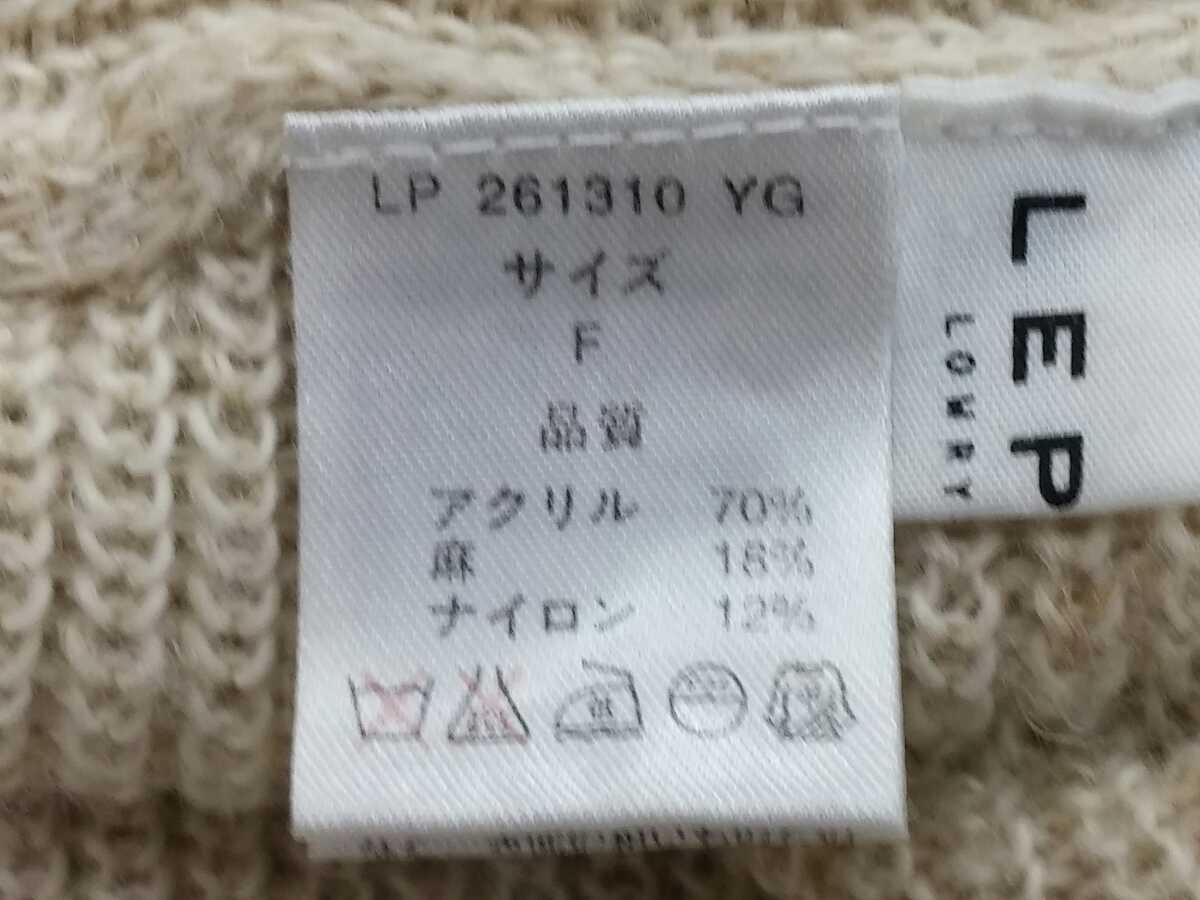 LP 261310 YG
サイズ
F
品質
アクリル 70%
麻 18%
ナイロン 12%
LEP
LOWRY